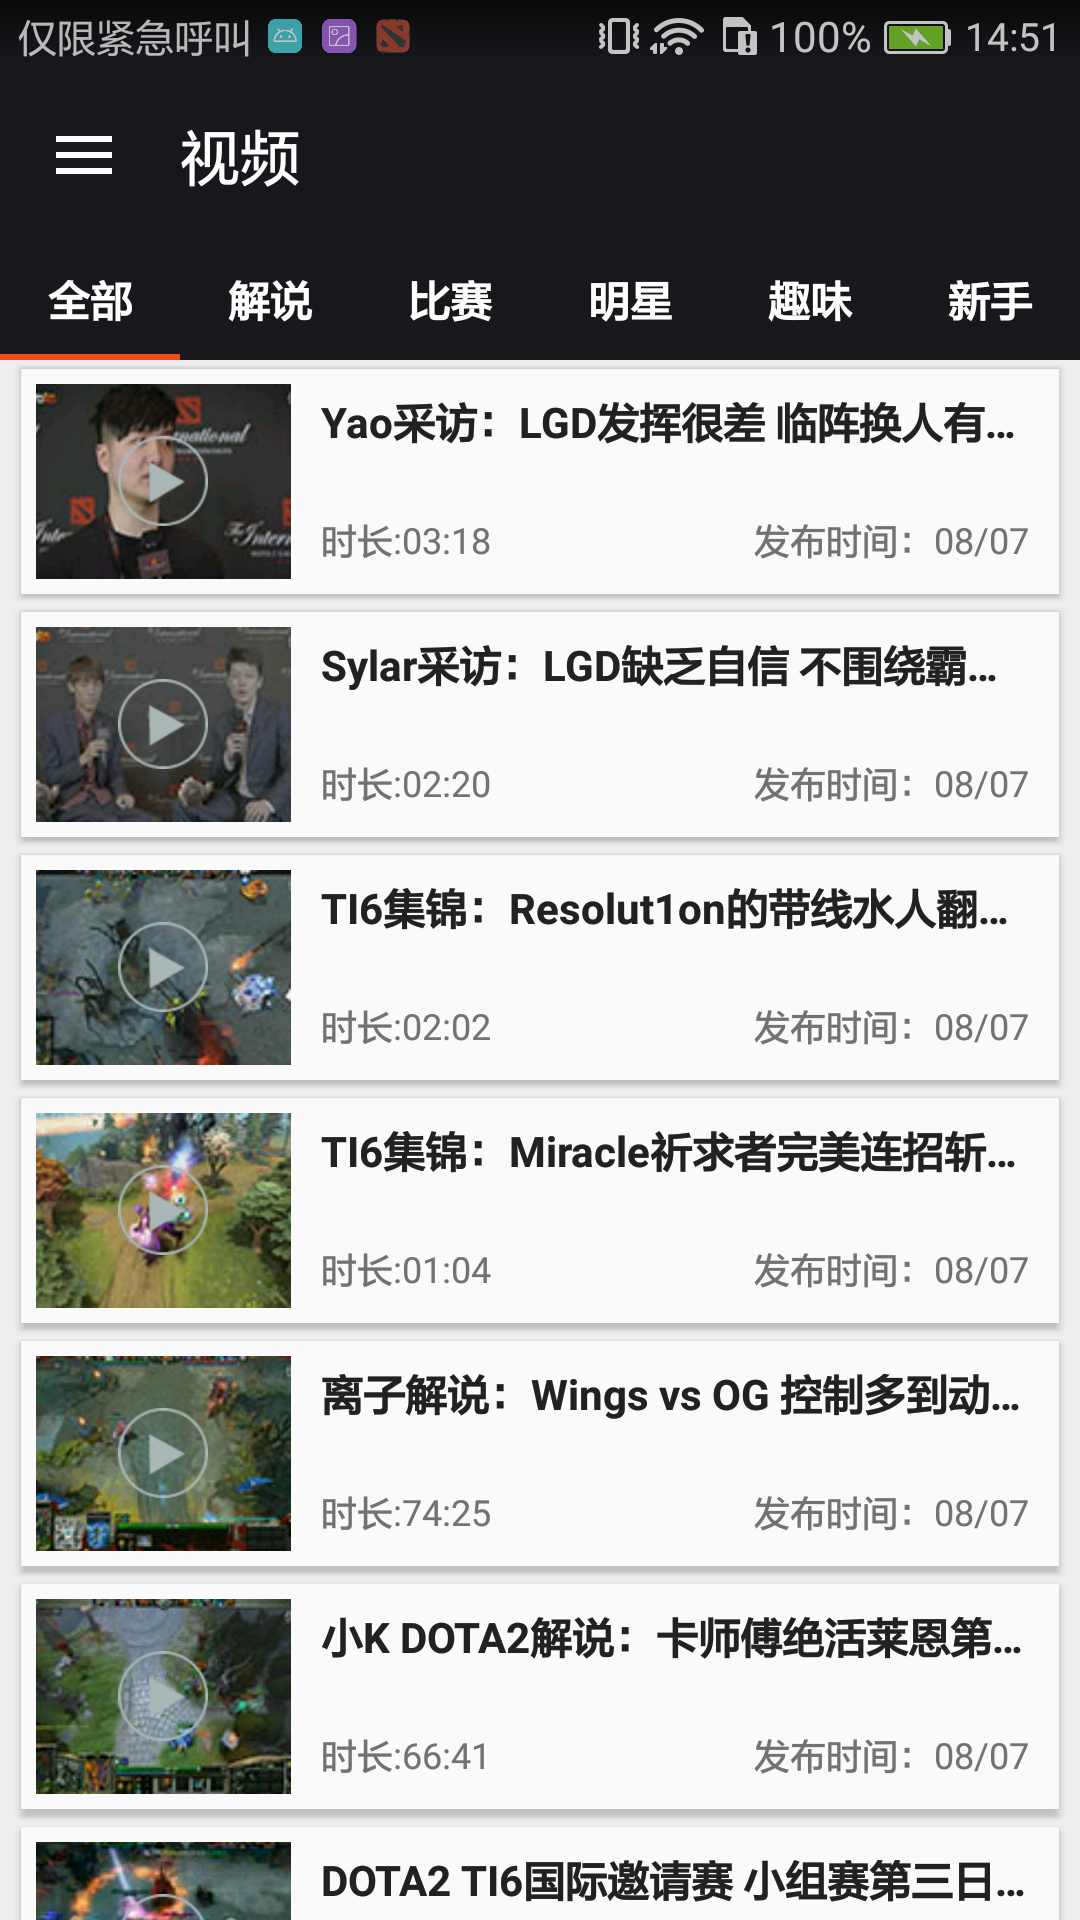 仅限紧急呼叫 100% 14:51
视频
全部 解说 比赛 明星 趣味 新手
Yao采访：LGD发挥很差 临阵换人有...
时长:03:18 发布时间：08/07
Sylar采访：LGD缺乏自信 不围绕霸...
时长:02:20 发布时间：08/07
TI6集锦：Resolut1on的带线水人翻...
时长:02:02 发布时间：08/07
TI6集锦：Miracle祈求者完美连招斩...
时长:01:04 发布时间：08/07
离子解说：Wings vs OG 控制多到动...
时长:74:25 发布时间：08/07
小K DOTA2解说：卡师傅绝活莱恩第...
时长:66:41 发布时间：08/07
DOTA2 TI6国际邀请赛 小组赛第三日...